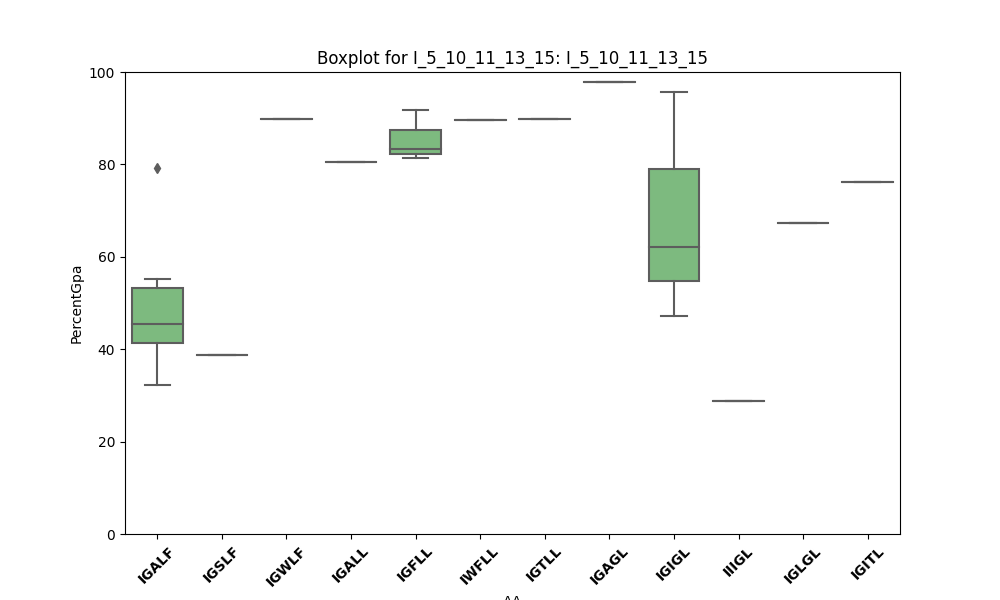 Boxplot for I_5_10_11_13_15: I_5_10_11_13_15
100
80
60
40
20
0
PercentGpa
IGALF
IGSLF
IGWLF
IGALL
IGFLL
IWFLL
IGTLL
IGAGL
IGIGL
IIIGL
IGLGL
IGITL
AA